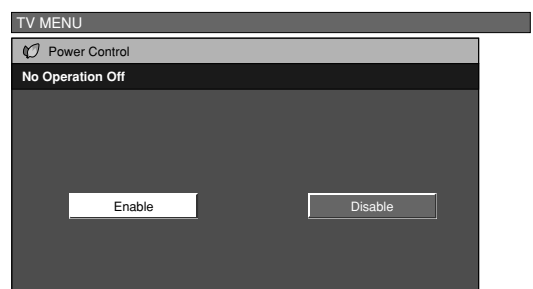 TV MENU
Power Control
No Operation Off
Enable
Disable